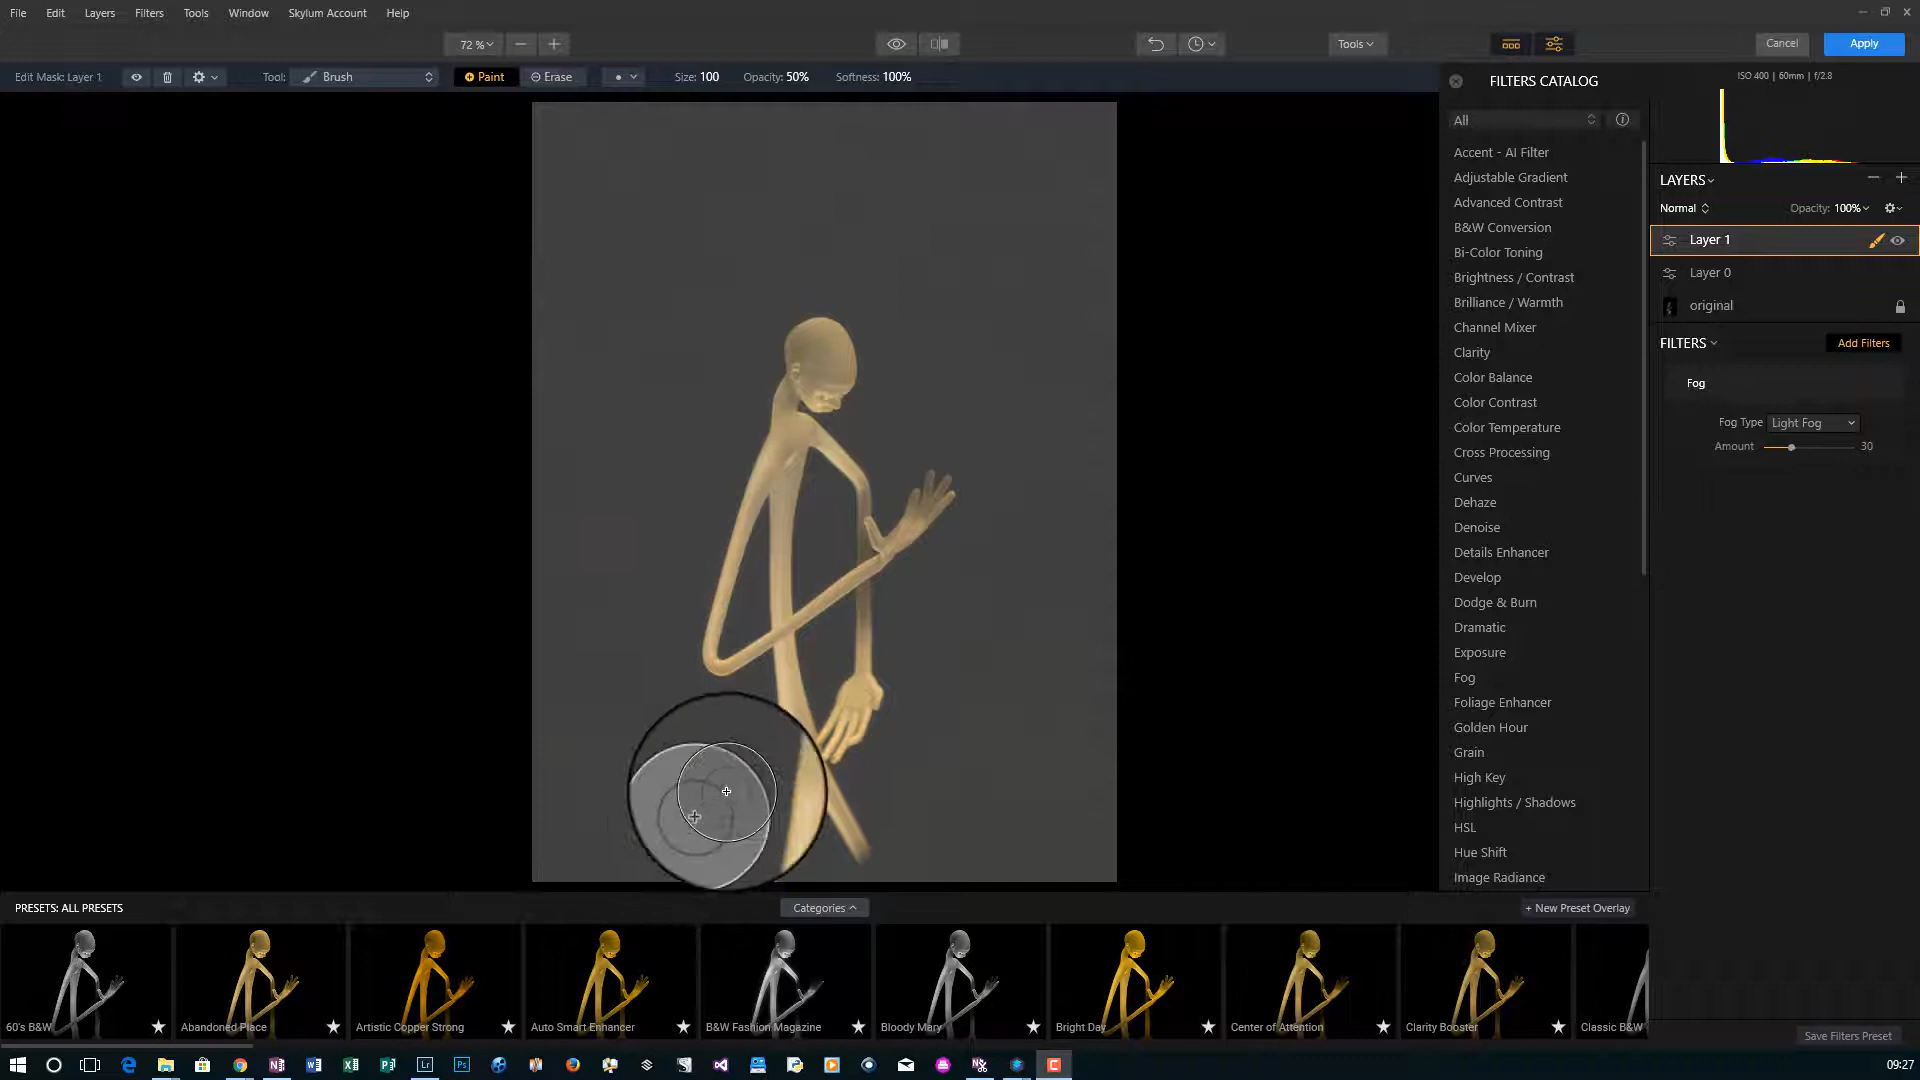 File Edit Layers Filters Tools Window Skylum Account Help
72 % Tools Cancel Apply
Edit Mask: Layer 1 Tool: Brush Paint Erase Size: 100 Opacity: 50% Softness: 100%
FILTERS CATALOG
All
Accent - AI Filter
Adjustable Gradient
Advanced Contrast
B&W Conversion
Bi-Color Toning
Brightness / Contrast
Brilliance / Warmth
Channel Mixer
Clarity
Color Balance
Color Contrast
Color Temperature
Cross Processing
Curves
Dehaze
Denoise
Details Enhancer
Develop
Dodge & Burn
Dramatic
Exposure
Fog
Foliage Enhancer
Golden Hour
Grain
High Key
Highlights / Shadows
HSL
Hue Shift
Image Radiance
ISO 400 | 60mm | f/2.8
LAYERS
Normal Opacity: 100%
Layer 1
Layer 0
original
FILTERS Add Filters
Fog
Fog Type Light Fog
Amount 30
PRESETS: ALL PRESETS Categories + New Preset Overlay
60's B&W Abandoned Place Artistic Copper Strong Auto Smart Enhancer B&W Fashion Magazine Bloody Mary Bright Day Center of Attention Clarity Booster Classic B&W
Save Filters Preset
09:27